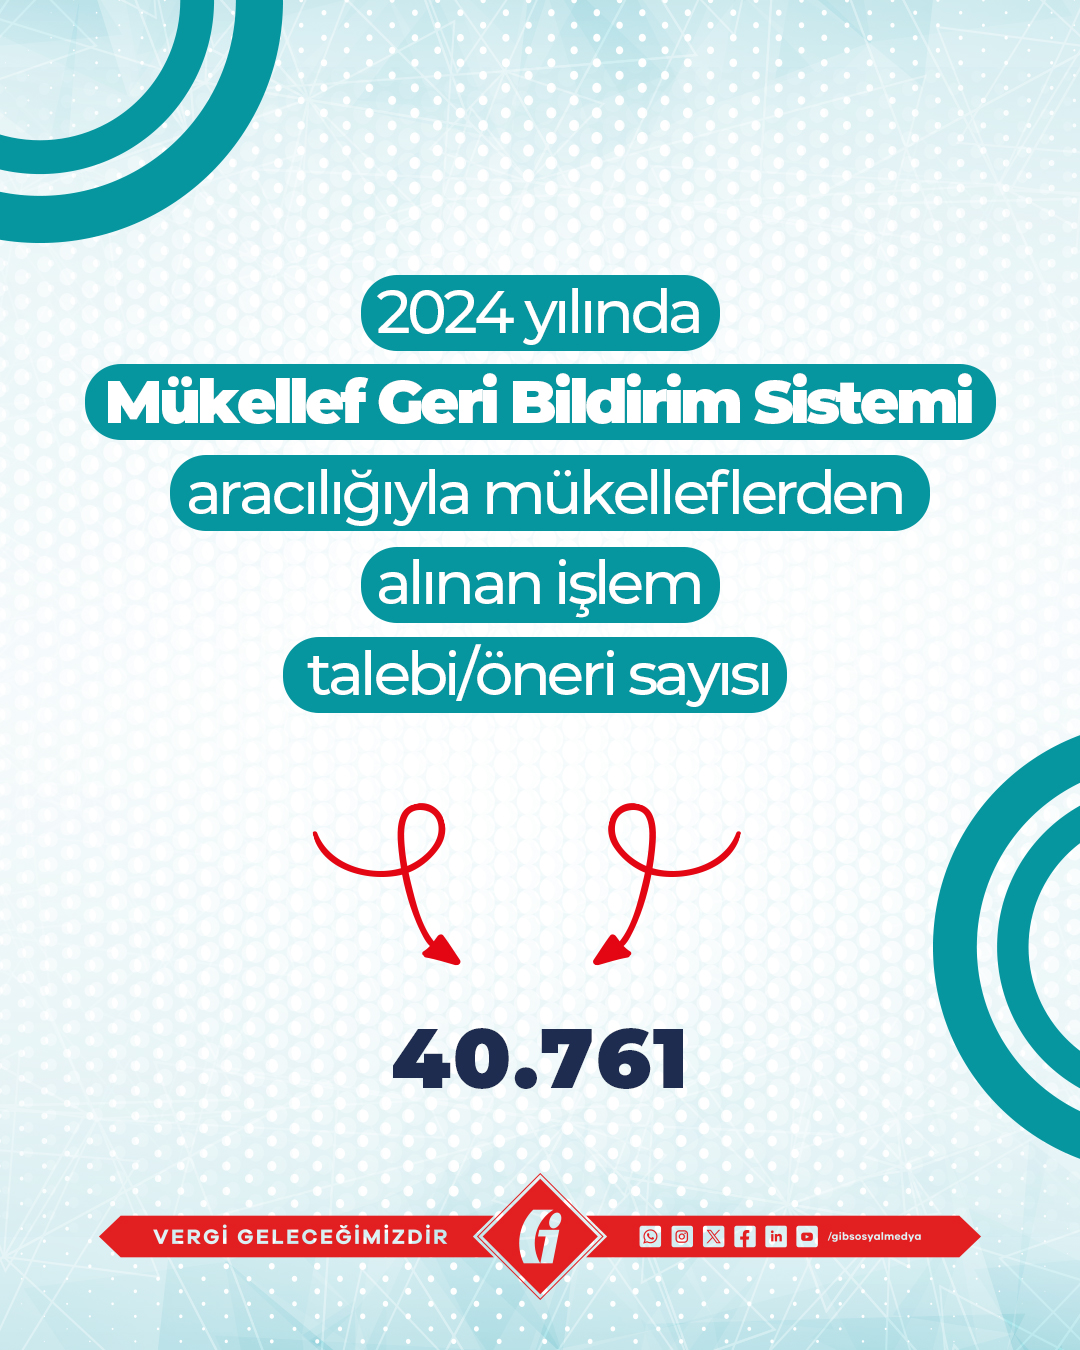 2024 yılında
Mükellef Geri Bildirim Sistemi
aracılığıyla mükelleflerden
alınan işlem
talebi/öneri sayısı
40.761
VERGİ GELECEĞİMİZDİR
/gibsosyalmedya